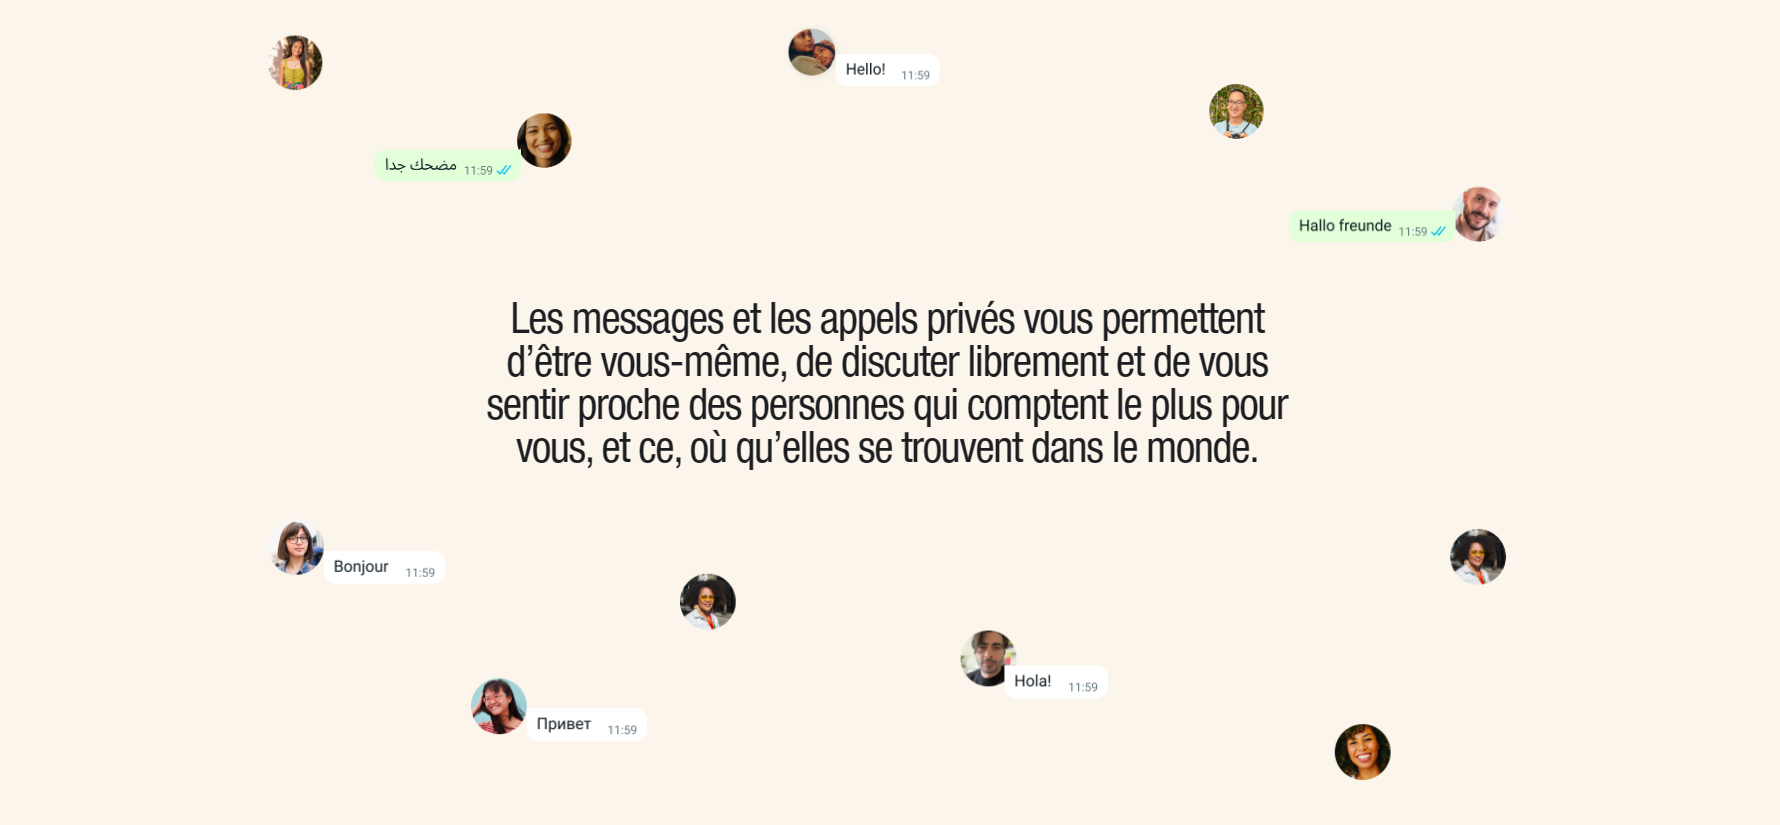 Hello! 11:59
مضحك جدا 11:59
Hallo freunde 11:59
Les messages et les appels privés vous permettent
d’être vous-même, de discuter librement et de vous
sentir proche des personnes qui comptent le plus pour
vous, et ce, où qu’elles se trouvent dans le monde.
Bonjour 11:59
Hola! 11:59
Привет 11:59